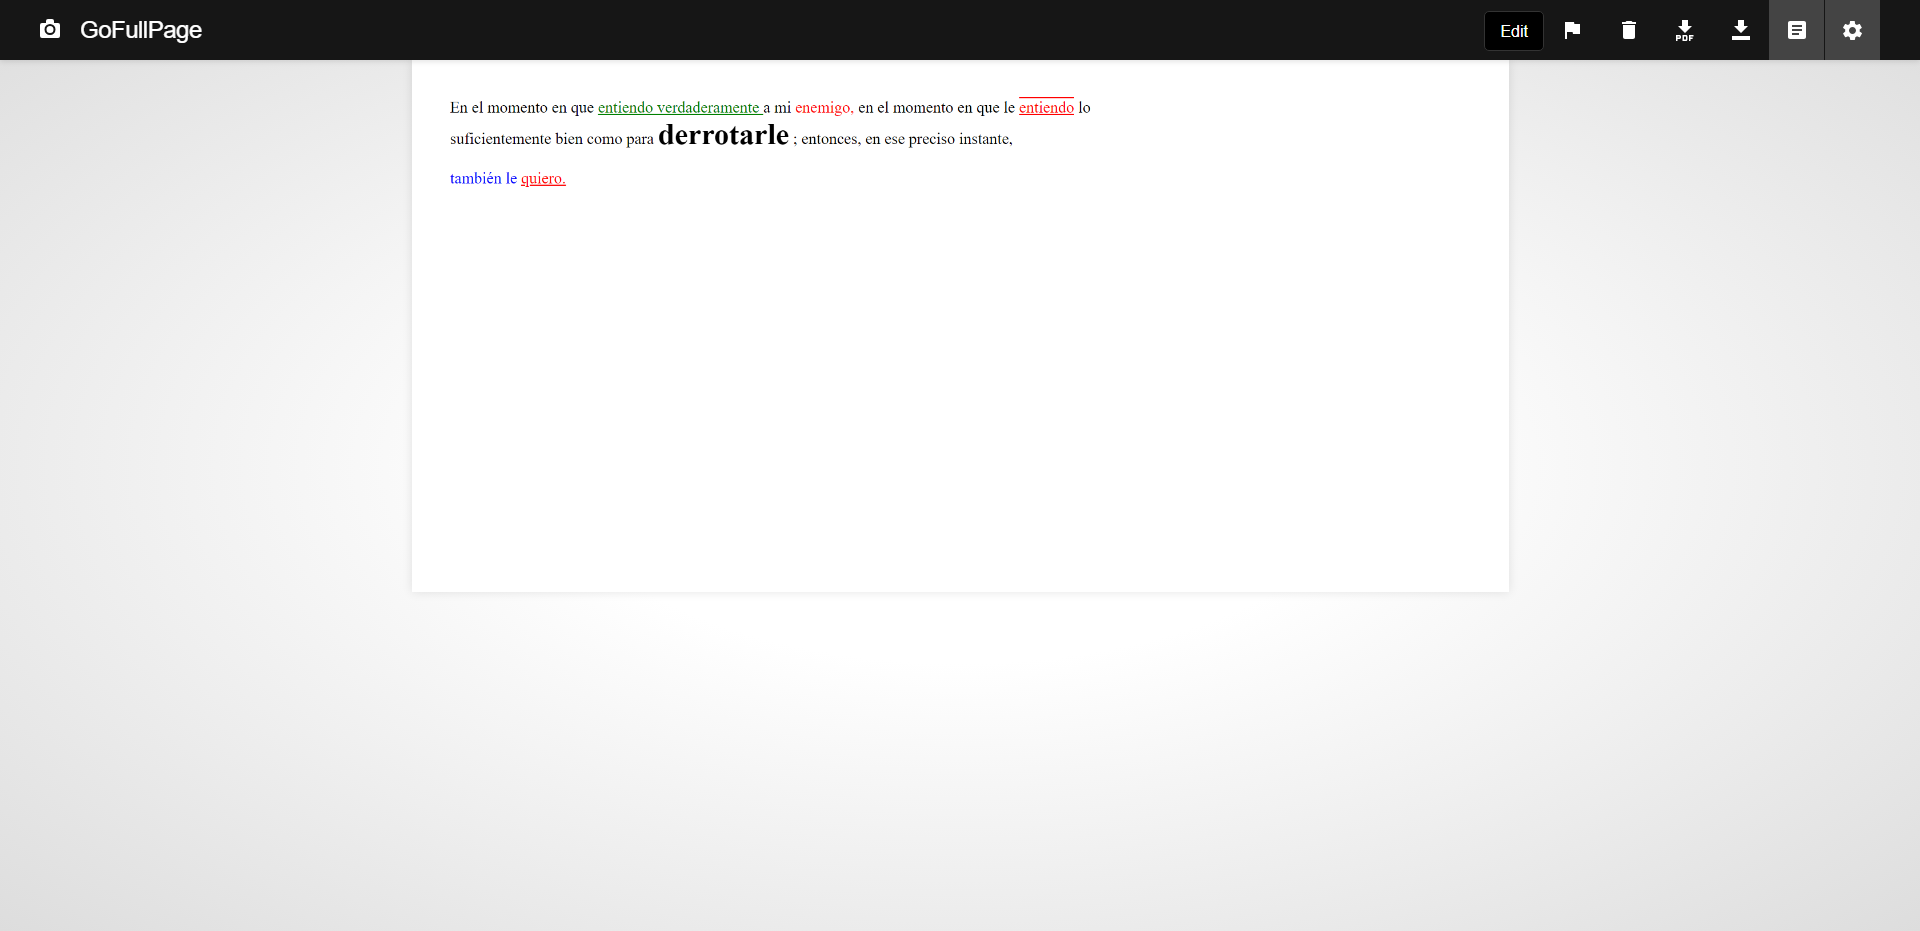 GoFullPage
Edit
PDF
En el momento en que entiendo verdaderamente a mi enemigo, en el momento en que le entiendo lo
suficientemente bien como para derrotarle ; entonces, en ese preciso instante,
también le quiero.